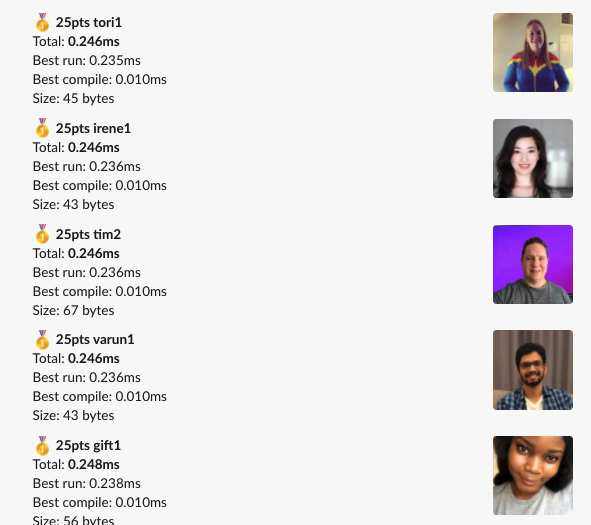 25pts tori1
Total: 0.246ms
Best run: 0.235ms
Best compile: 0.010ms
Size: 45 bytes
25pts irene1
Total: 0.246ms
Best run: 0.236ms
Best compile: 0.010ms
Size: 43 bytes
25pts tim2
Total: 0.246ms
Best run: 0.236ms
Best compile: 0.010ms
Size: 67 bytes
25pts varun1
Total: 0.246ms
Best run: 0.236ms
Best compile: 0.010ms
Size: 43 bytes
25pts gift1
Total: 0.248ms
Best run: 0.238ms
Best compile: 0.010ms
Size: 56 bytes